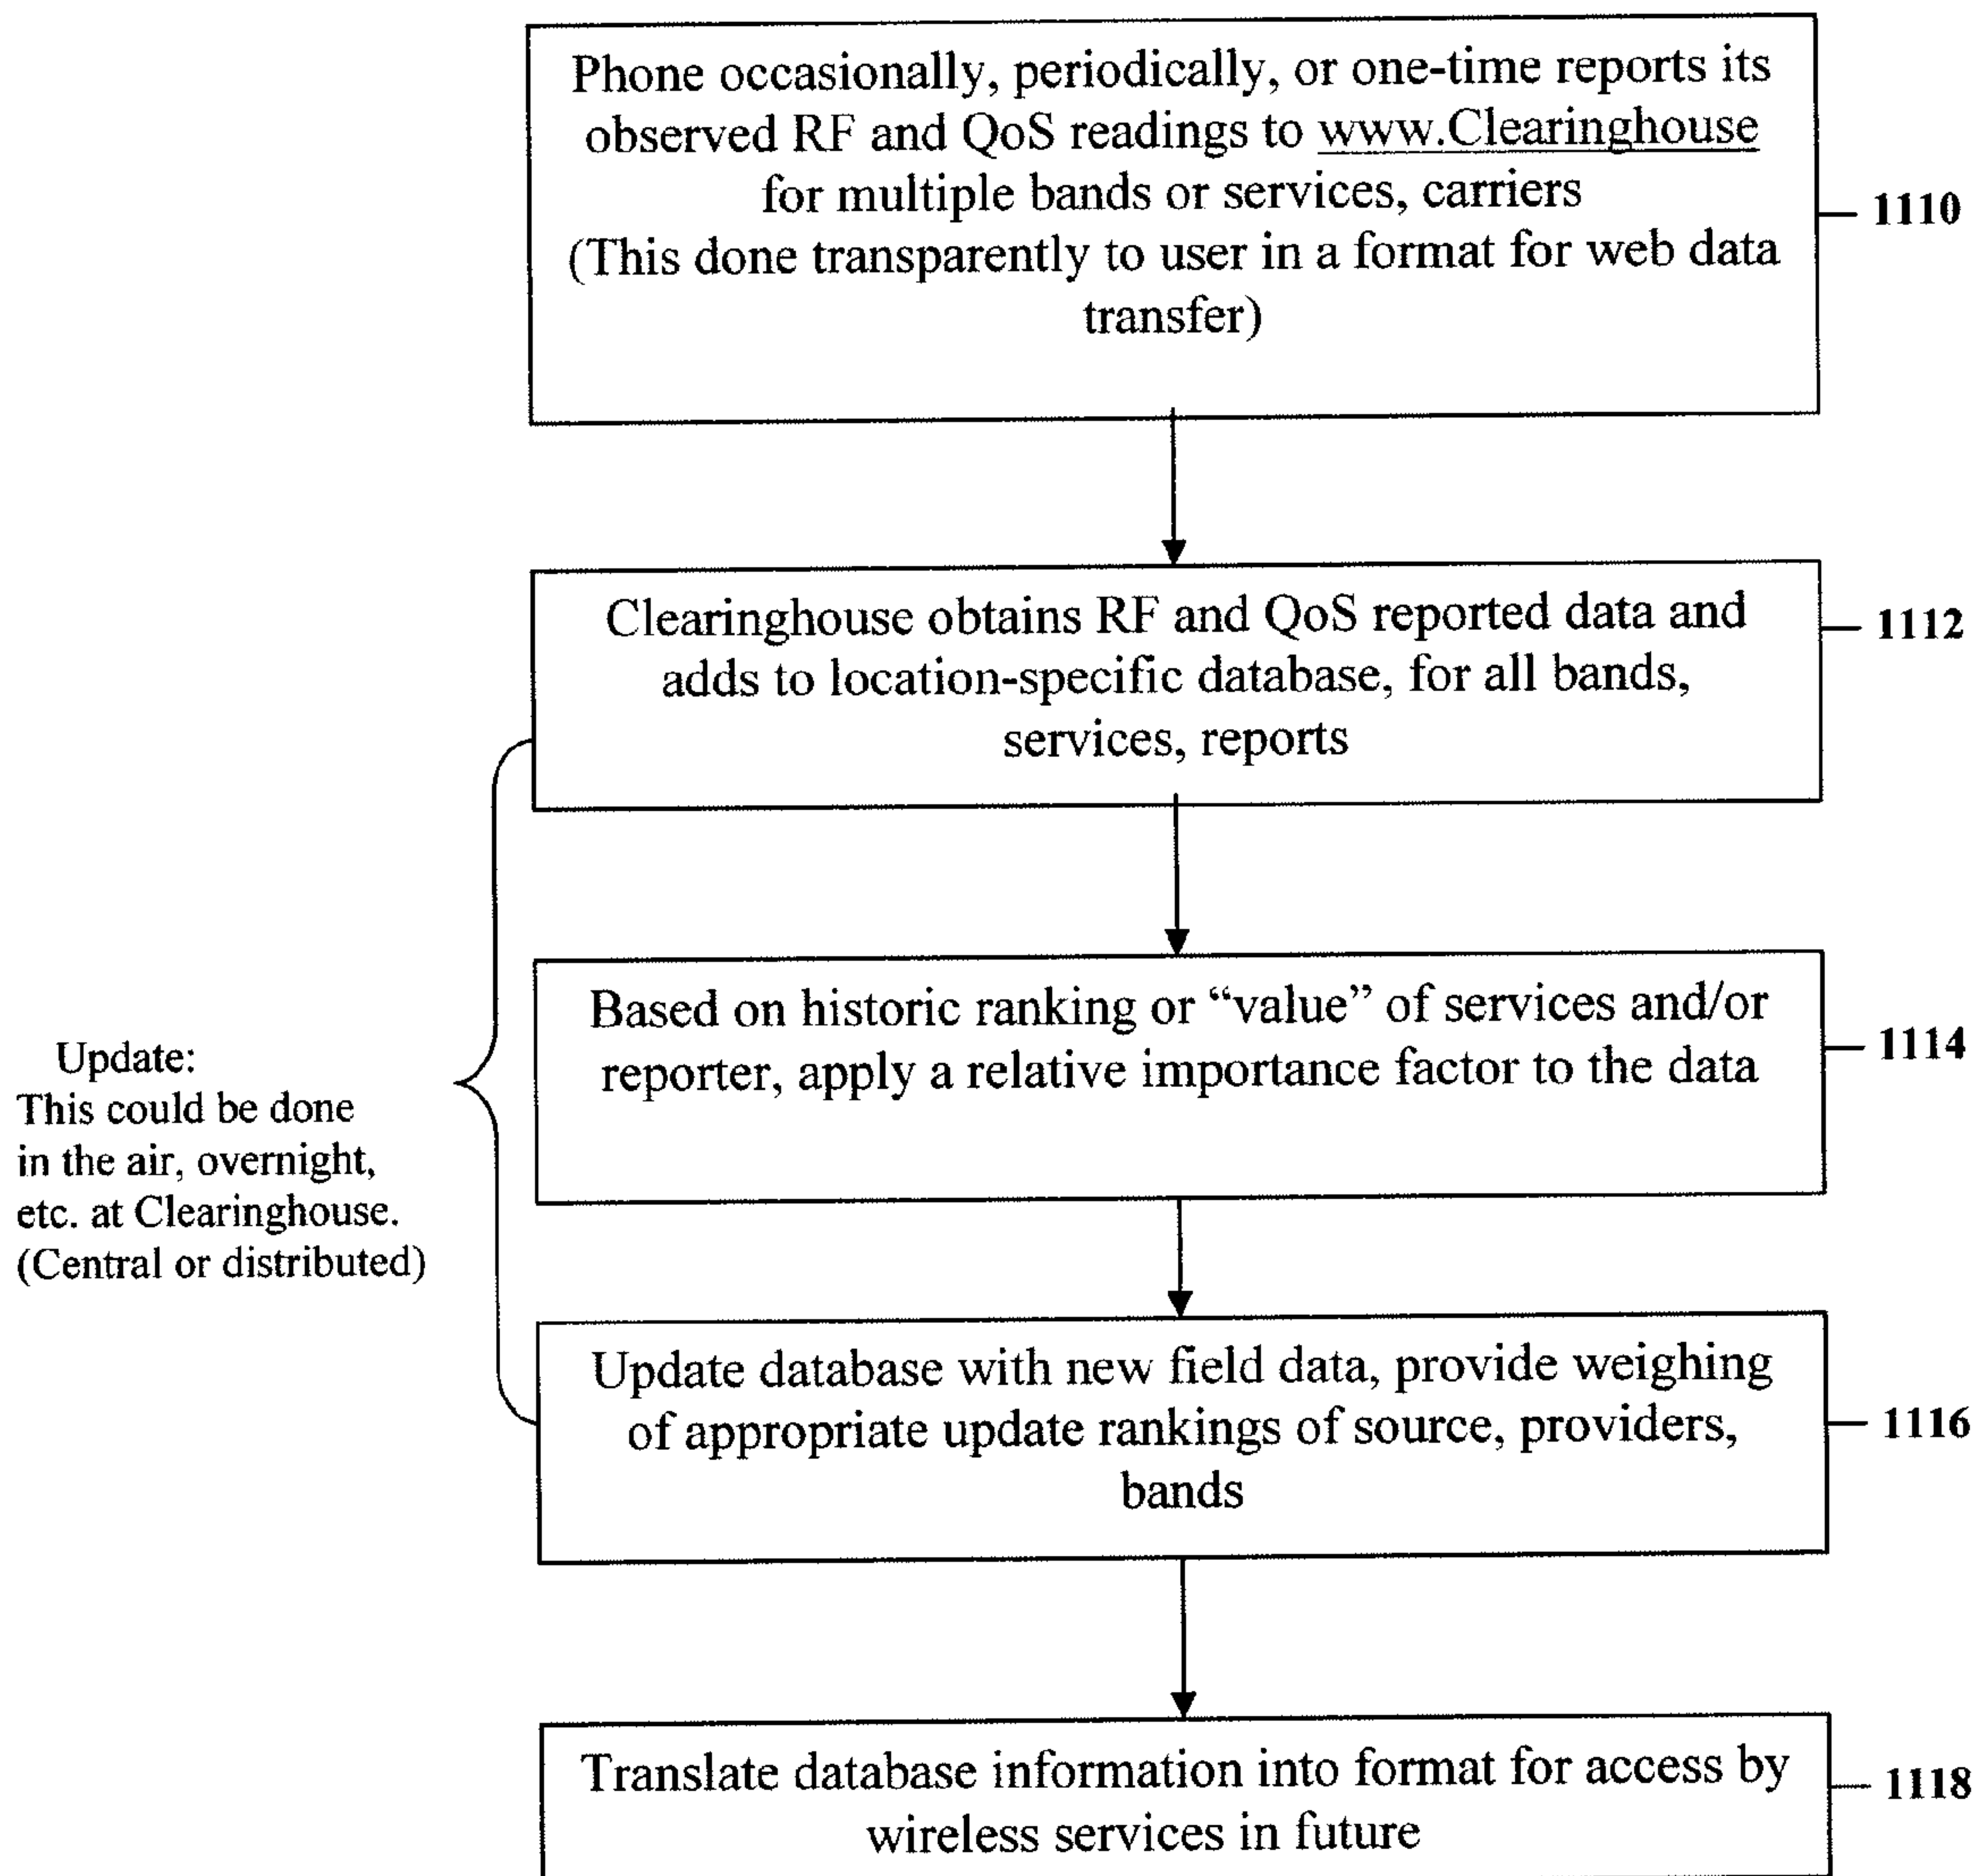 Phone occasionally, periodically, or one-time reports its
observed RF and QoS readings to www.Clearinghouse
for multiple bands or services, carriers
(This done transparently to user in a format for web data
transfer)
1110
Clearinghouse obtains RF and QoS reported data and
adds to location-specific database, for all bands,
services, reports
1112
Based on historic ranking or “value” of services and/or
reporter, apply a relative importance factor to the data
1114
Update:
This could be done
in the air, overnight,
etc. at Clearinghouse.
(Central or distributed)
Update database with new field data, provide weighing
of appropriate update rankings of source, providers,
bands
1116
Translate database information into format for access by
wireless services in future
1118